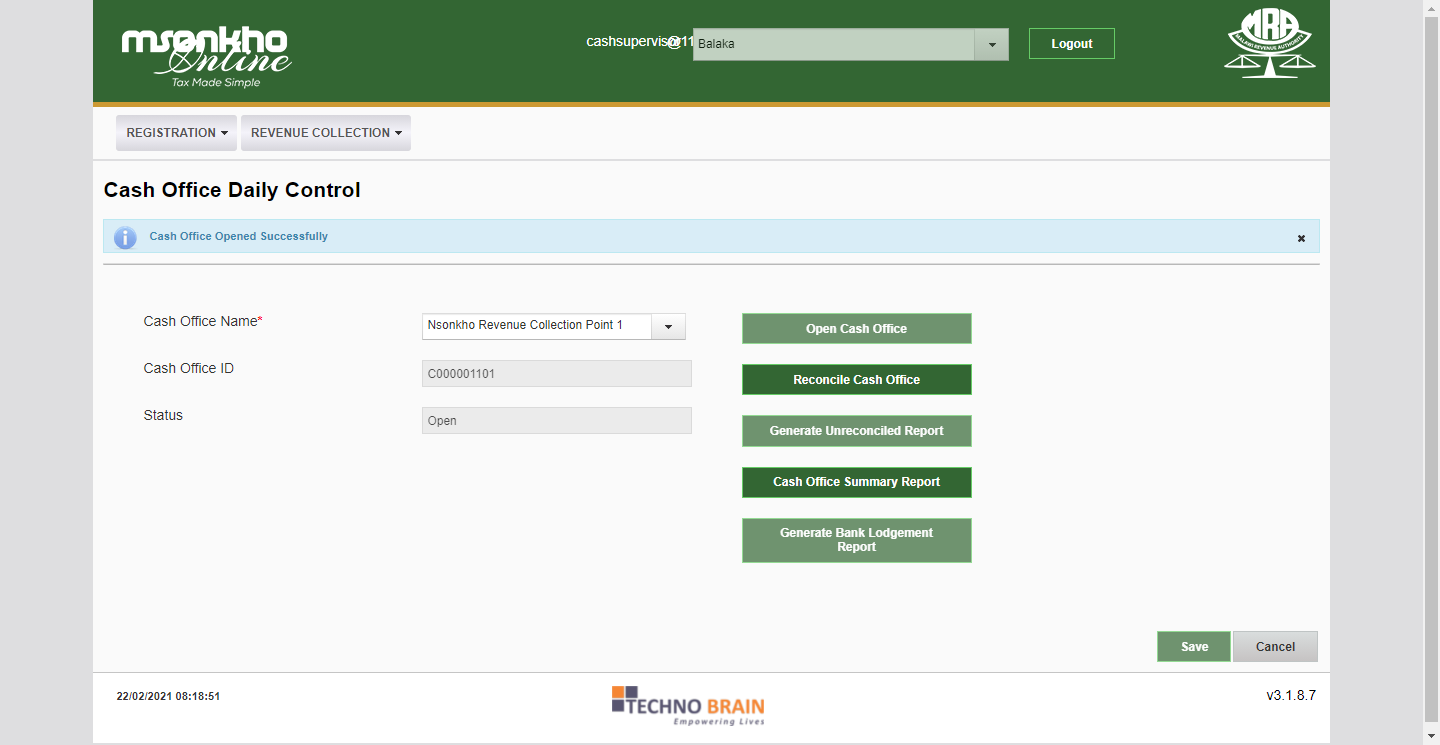 msonkho
Online
Tax Made Simple
cashsupervisor11
@
Balaka
Logout
MRA
MALAWI REVENUE AUTHORITY
REGISTRATION
REVENUE COLLECTION
Cash Office Daily Control
Cash Office Opened Successfully
Cash Office Name*
Nsonkho Revenue Collection Point 1
Open Cash Office
Cash Office ID
C000001101
Reconcile Cash Office
Status
Open
Generate Unreconciled Report
Cash Office Summary Report
Generate Bank Lodgement
Report
Save
Cancel
22/02/2021 08:18:51
TECHNO BRAIN
Empowering Lives
v3.1.8.7